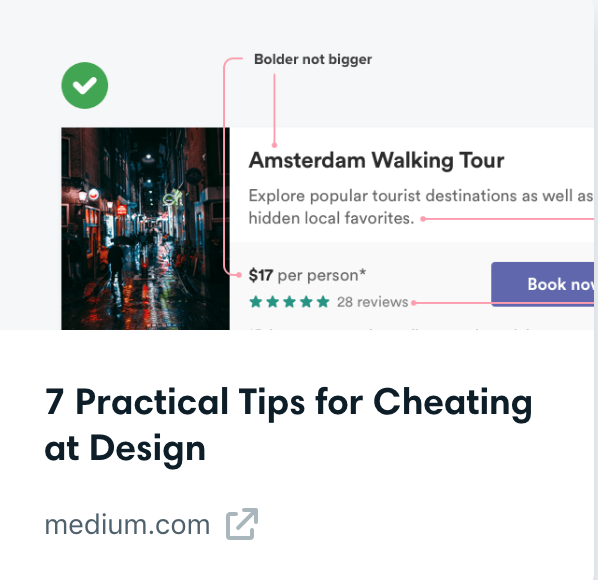 Bolder not bigger
Amsterdam Walking Tour
Explore popular tourist destinations as well as
hidden local favorites.
$17 per person*
Book now
28 reviews
7 Practical Tips for Cheating
at Design
medium.com